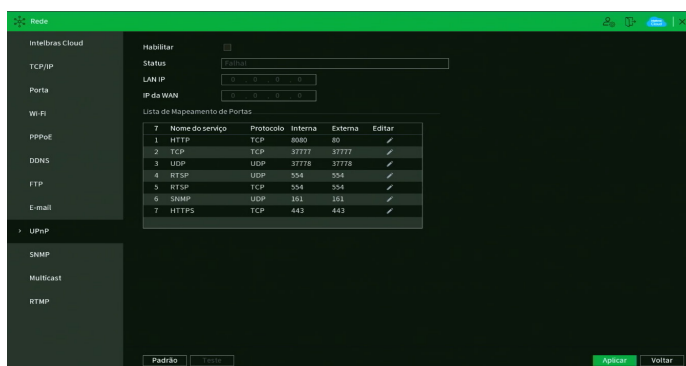 Rede
Intelbras Cloud
TCP/IP
Porta
Wi-Fi
PPPoE
DDNS
FTP
E-mail
> UPnP
SNMP
Multicast
RTMP
Habilitar
Status Falha!
LAN IP 0 . 0 . 0 . 0
IP da WAN 0 . 0 . 0 . 0
Lista de Mapeamento de Portas
7 Nome do serviço Protocolo Interna Externa Editar
1 HTTP TCP 8080 80
2 TCP TCP 37777 37777
3 UDP UDP 37778 37778
4 RTSP UDP 554 554
5 RTSP TCP 554 554
6 SNMP UDP 161 161
7 HTTPS TCP 443 443
Padrão Teste Aplicar Voltar